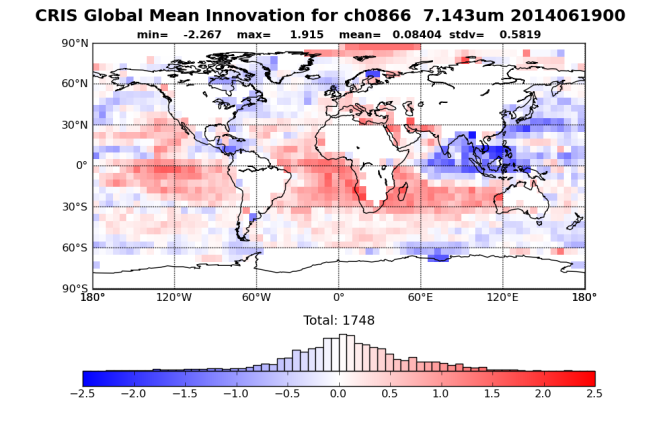 CRIS Global Mean Innovation for ch0866 7.143um 2014061900
min= -2.267 max= 1.915 mean= 0.08404 stdv= 0.5819
90°N
60°N
30°N
0°
30°S
60°S
90°S
180° 120°W 60°W 0° 60°E 120°E 180°
Total: 1748
−2.5 −2.0 −1.5 −1.0 −0.5 0.0 0.5 1.0 1.5 2.0 2.5